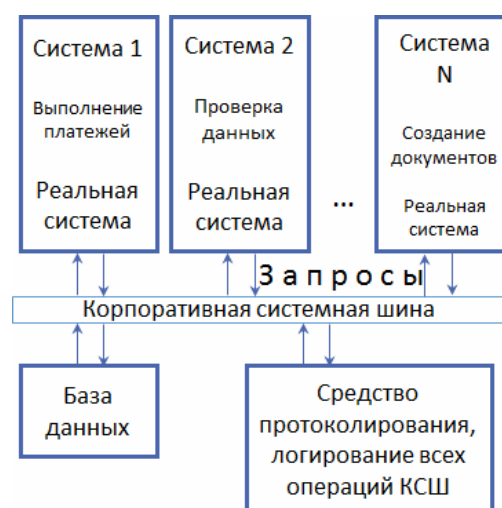 Система 1
Выполнение
платежей
Реальная
система
Система 2
Проверка
данных
Реальная
система
...
Система
N
Создание
документов
Реальная
система
Запросы
Корпоративная системная шина
База
данных
Средство
протоколирования,
логирование всех
операций КСШ